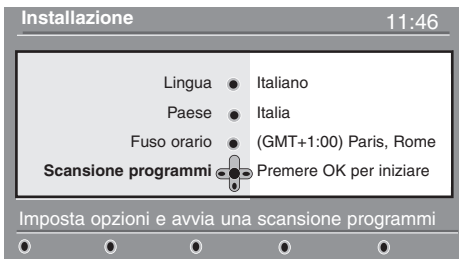 Installazione 11:46
Lingua Italiano
Paese Italia
Fuso orario (GMT+1:00) Paris, Rome
Scansione programmi Premere OK per iniziare
Imposta opzioni e avvia una scansione programmi